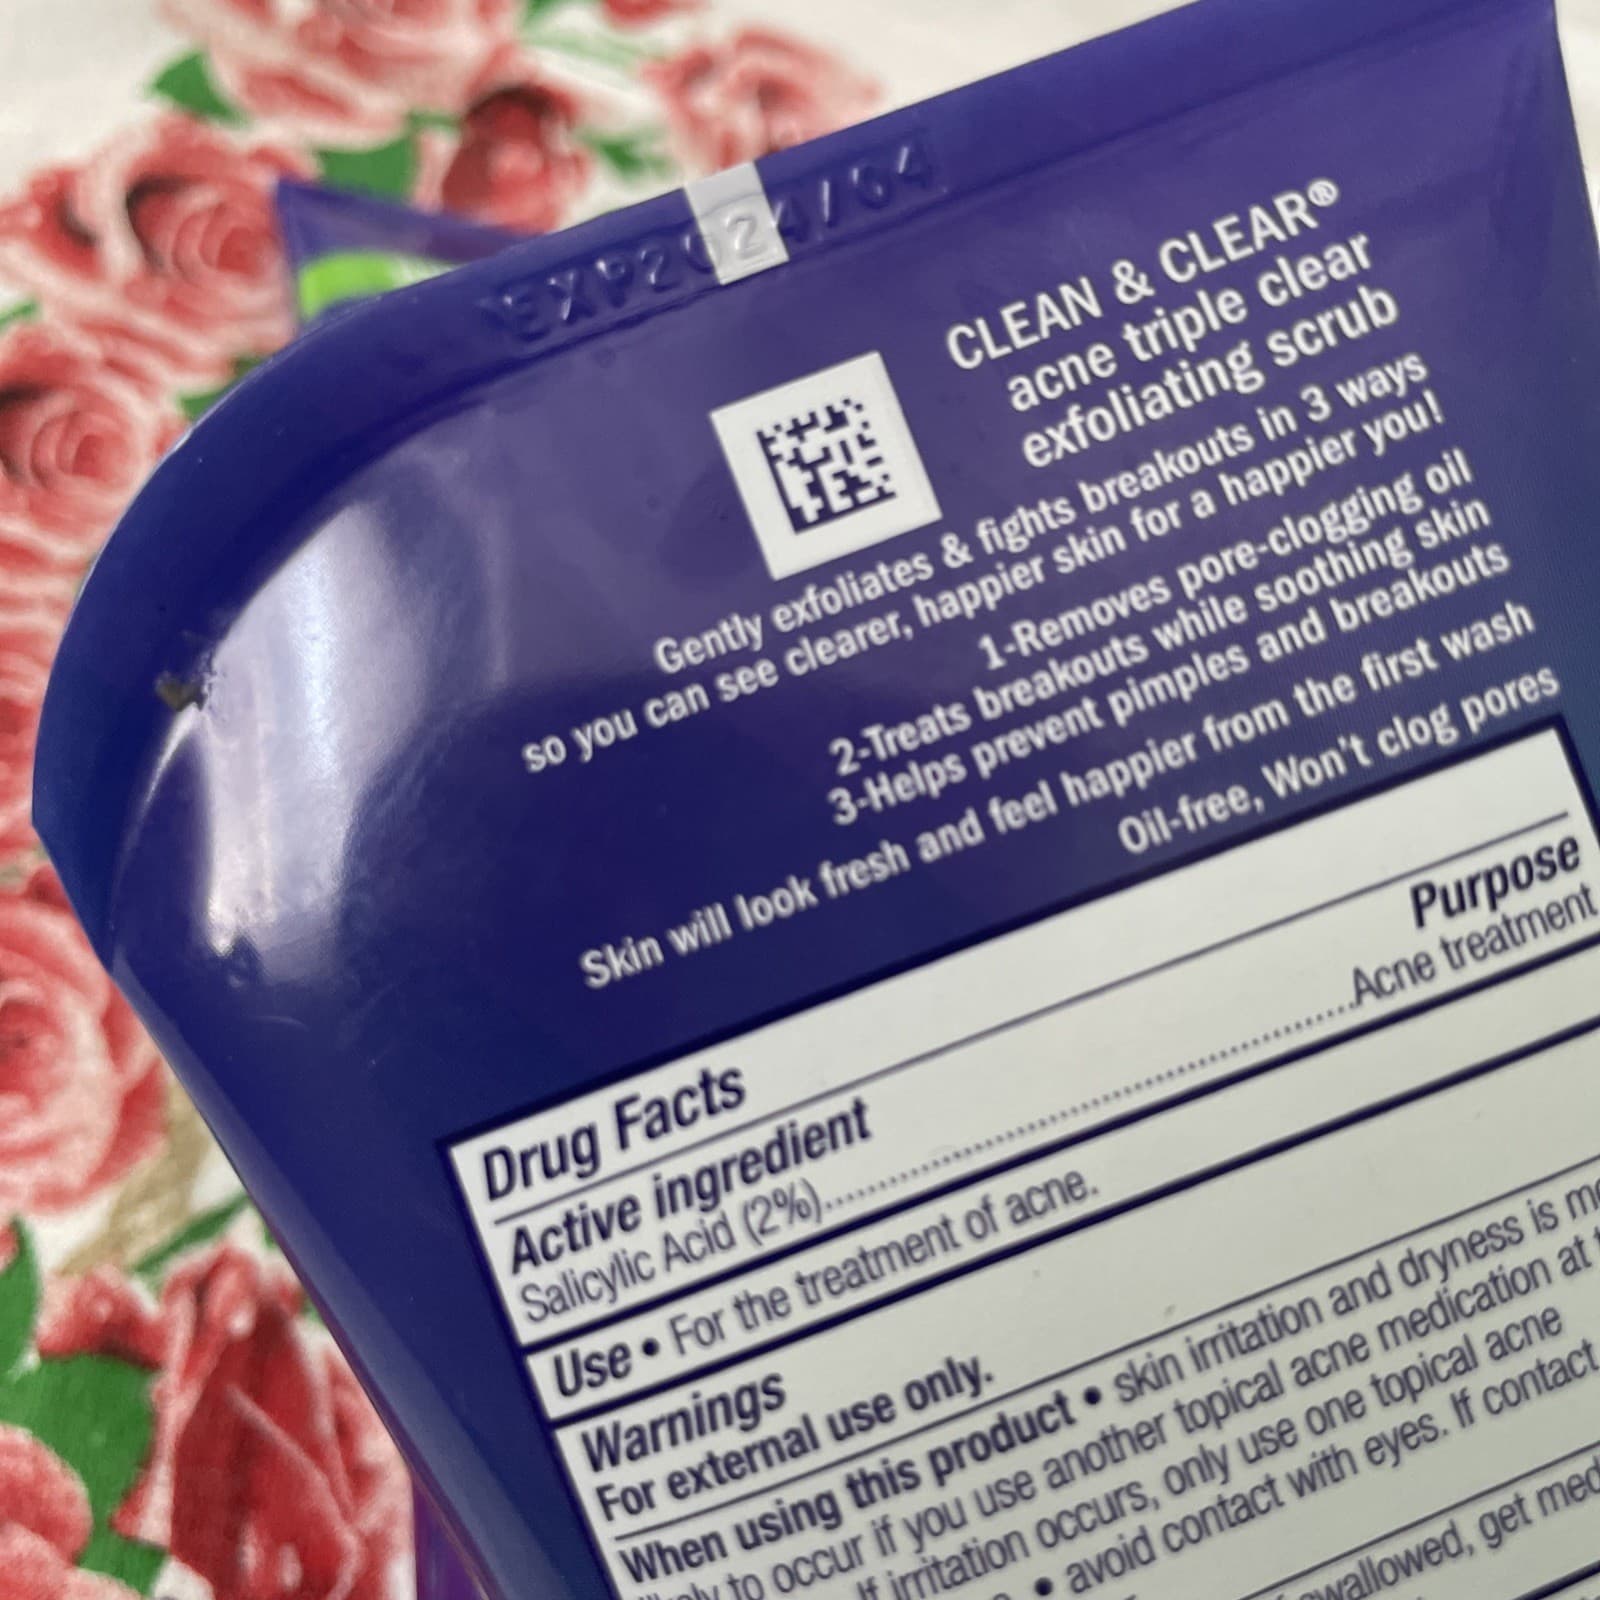 EXP2024/04
CLEAN & CLEAR®
acne triple clear
exfoliating scrub
Gently exfoliates & fights breakouts in 3 ways
so you can see clearer, happier skin for a happier you!
1-Removes pore-clogging oil
2-Treats breakouts while soothing skin
3-Helps prevent pimples and breakouts
Skin will look fresh and feel happier from the first wash
Oil-free, Won't clog pores
Drug Facts
Active ingredient Purpose
Salicylic Acid (2%)..........Acne treatment
Use • For the treatment of acne.
Warnings
For external use only.
When using this product • skin irritation and dryness is
to occur if you use another topical acne medication at
If irritation occurs, only use one topical acne
• avoid contact with eyes. If contact
swallowed, get